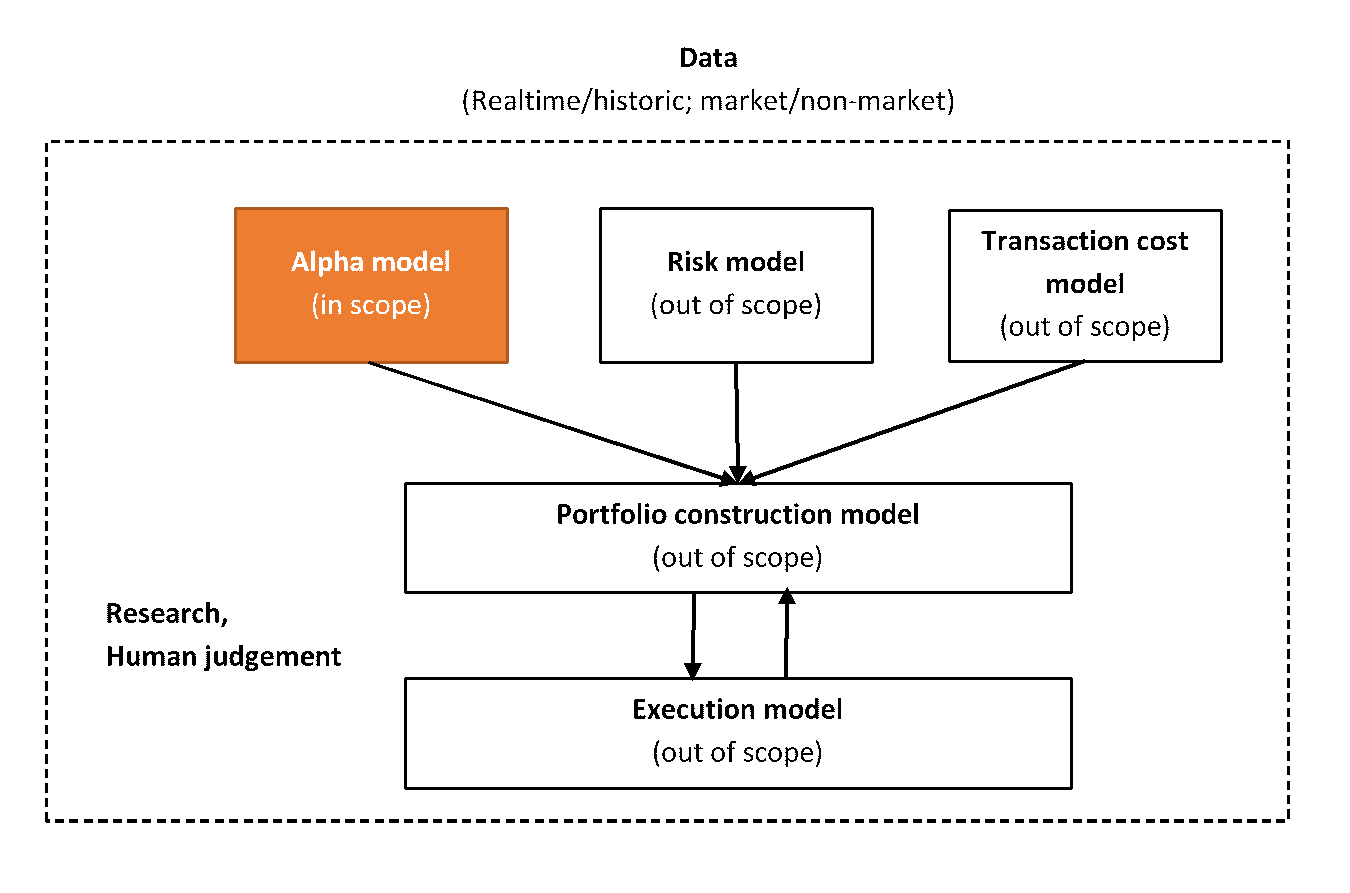 Data
(Realtime/historic; market/non-market)
Alpha model
(in scope)
Risk model
(out of scope)
Transaction cost
model
(out of scope)
Portfolio construction model
(out of scope)
Research,
Human judgement
Execution model
(out of scope)